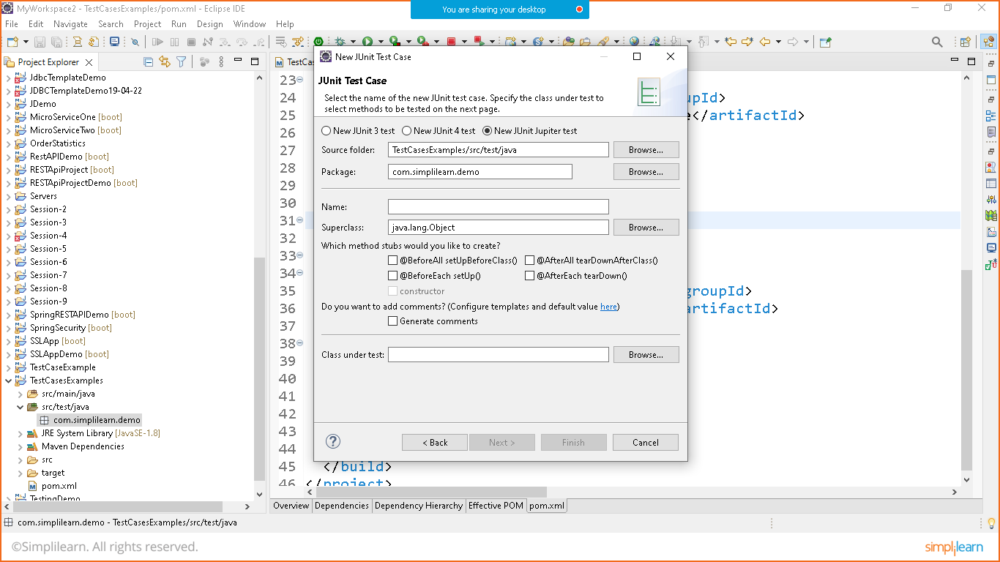 MyWorkspace2 - TestCasesExamples/pom.xml - Eclipse IDE
You are sharing your desktop
File Edit Navigate Search Project Run Design Window Help
Project Explorer
JdbcTemplateDemo
JDBCTemplateDemo19-04-22
JDemo
MicroServiceOne [boot]
MicroServiceTwo [boot]
OrderStatistics
RestAPIDemo [boot]
RESTApiProject [boot]
RESTApiProjectDemo [boot]
Servers
Session-2
Session-3
Session-4
Session-5
Session-6
Session-7
Session-8
Session-9
SpringRESTAPIDemo [boot]
SpringSecurity [boot]
SSLApp [boot]
SSLAppDemo [boot]
TestCaseExample
TestCasesExamples
src/main/java
src/test/java
com.simplilearn.demo
JRE System Library [JavaSE-1.8]
Maven Dependencies
src
target
pom.xml
TestingDemo
TestCas
23
24 upId>
25 e</artifactId>
26
27
28
29
30
31
32
33
34
35 groupId>
36 artifactId>
37
38
39
40
41
42
43
44
45 </build>
46 </project>
New JUnit Test Case
JUnit Test Case
Select the name of the new JUnit test case. Specify the class under test to
select methods to be tested on the next page.
New JUnit 3 test New JUnit 4 test New JUnit Jupiter test
Source folder: TestCasesExamples/src/test/java Browse...
Package: com.simplilearn.demo Browse...
Name:
Superclass: java.lang.Object Browse...
Which method stubs would you like to create?
@BeforeAll setUpBeforeClass() @AfterAll tearDownAfterClass()
@BeforeEach setUp() @AfterEach tearDown()
constructor
Do you want to add comments? (Configure templates and default value here)
Generate comments
Class under test: Browse...
? < Back Next > Finish Cancel
Overview Dependencies Dependency Hierarchy Effective POM pom.xml
com.simplilearn.demo - TestCasesExamples/src/test/java
©Simplilearn. All rights reserved.
simplilearn